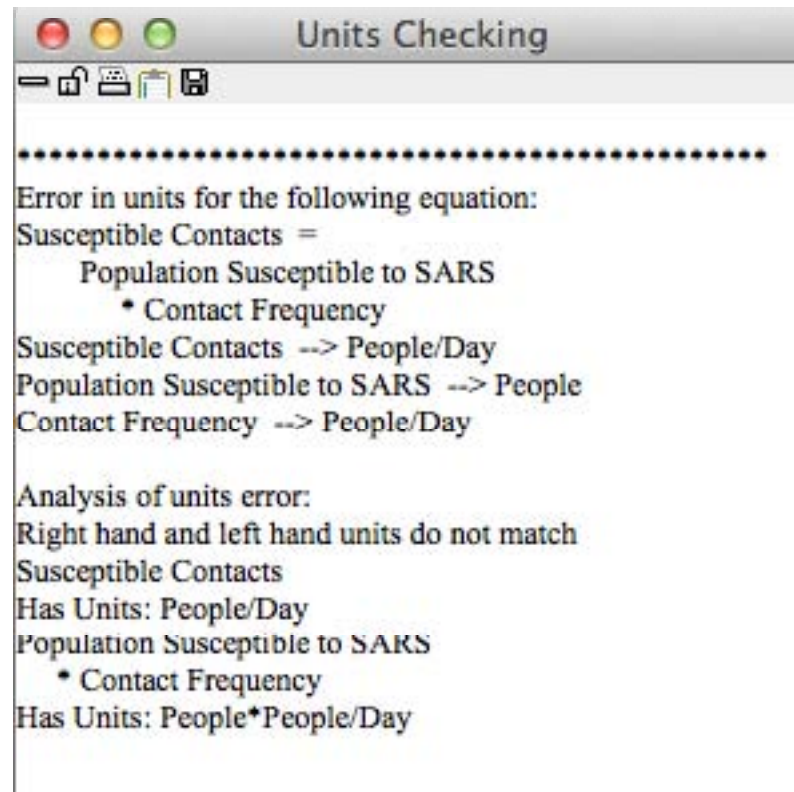 Units Checking
**********************************************
Error in units for the following equation:
Susceptible Contacts =
Population Susceptible to SARS
* Contact Frequency
Susceptible Contacts --> People/Day
Population Susceptible to SARS --> People
Contact Frequency --> People/Day
Analysis of units error:
Right hand and left hand units do not match
Susceptible Contacts
Has Units: People/Day
Population Susceptible to SARS
* Contact Frequency
Has Units: People*People/Day